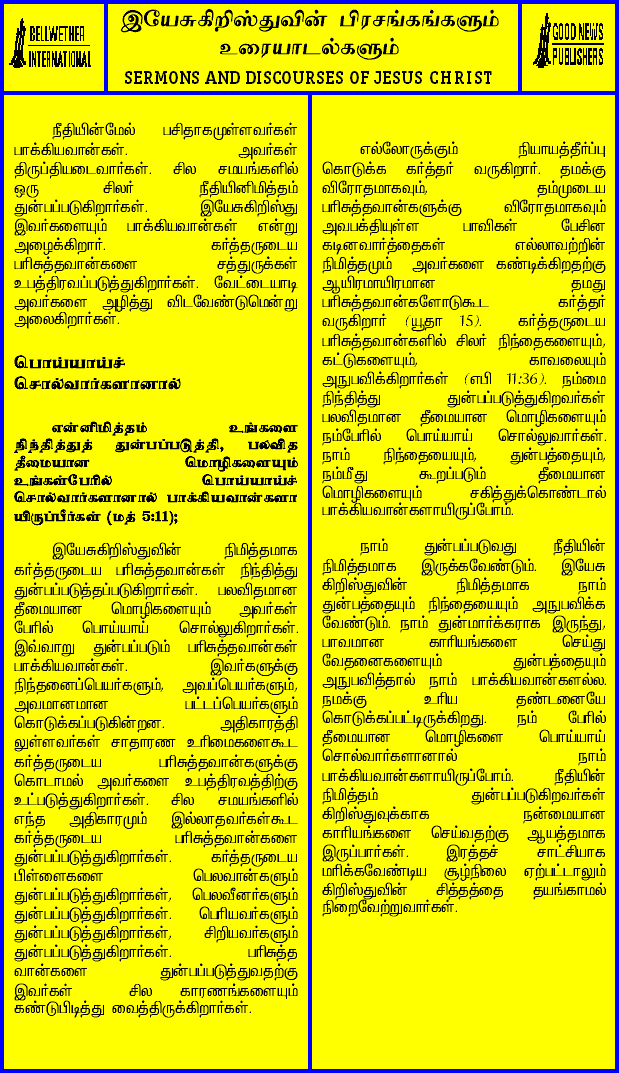 BELLWETHER
INTERNATIONAL
இயேசுகிறிஸ்துவின் பிரசங்கங்களும்
உரையாடல்களும்
SERMONS AND DISCOURSES OF JESUS CHRIST
GOOD NEWS
PUBLISHERS
நீதியின்மேல் பசிதாகமுள்ளவர்கள்
பாக்கியவான்கள். அவர்கள்
திருப்தியடைவார்கள். சில சமயங்களில்
ஒரு சிலர் நீதியினிமித்தம்
துன்பப்படுகிறார்கள். இயேசுகிறிஸ்து
இவர்களையும் பாக்கியவான்கள் என்று
அழைக்கிறார். கர்த்தருடைய
பரிசுத்தவான்களை சத்துருக்கள்
உபத்திரவப்படுத்துகிறார்கள். வேட்டையாடி
அவர்களை அழித்து விடவேண்டுமென்று
அலைகிறார்கள்.
பொய்யாய்ச்
சொல்வார்களானால்
என்னிமித்தம் உங்களை
நிந்தித்துத் துன்பப்படுத்தி, பலவித
தீமையான மொழிகளையும்
உங்கள்பேரில் பொய்யாய்ச்
சொல்வார்களானால் பாக்கியவான்களா
யிருப்பீர்கள் (மத் 5:11);
இயேசுகிறிஸ்துவின் நிமித்தமாக
கர்த்தருடைய பரிசுத்தவான்கள் நிந்தித்து
துன்பப்படுத்தப்படுகிறார்கள். பலவிதமான
தீமையான மொழிகளையும் அவர்கள்
பேரில் பொய்யாய் சொல்லுகிறார்கள்.
இவ்வாறு துன்பப்படும் பரிசுத்தவான்கள்
பாக்கியவான்கள். இவர்களுக்கு
நிந்தனைப்பெயர்களும், அவப்பெயர்களும்,
அவமானமான பட்டப்பெயர்களும்
கொடுக்கப்படுகின்றன. அதிகாரத்தி
லுள்ளவர்கள் சாதாரண உரிமைகளைகூட
கர்த்தருடைய பரிசுத்தவான்களுக்கு
கொடாமல் அவர்களை உபத்திரவத்திற்கு
உட்படுத்துகிறார்கள். சில சமயங்களில்
எந்த அதிகாரமும் இல்லாதவர்கள்கூட
கர்த்தருடைய பரிசுத்தவான்களை
துன்பப்படுத்துகிறார்கள். கர்த்தருடைய
பிள்ளைகளை பெலவான்களும்
துன்பப்படுத்துகிறார்கள், பெலவீனர்களும்
துன்பப்படுத்துகிறார்கள். பெரியவர்களும்
துன்பப்படுத்துகிறார்கள், சிறியவர்களும்
துன்பப்படுத்துகிறார்கள். பரிசுத்த
வான்களை துன்பப்படுத்துவதற்கு
இவர்கள் சில காரணங்களையும்
கண்டுபிடித்து வைத்திருக்கிறார்கள்.
எல்லோருக்கும் நியாயத்தீர்ப்பு
கொடுக்க கர்த்தர் வருகிறார். தமக்கு
விரோதமாகவும், தம்முடைய
பரிசுத்தவான்களுக்கு விரோதமாகவும்
அவபக்தியுள்ள பாவிகள் பேசின
கடினவார்த்தைகள் எல்லாவற்றின்
நிமித்தமும் அவர்களை கண்டிக்கிறதற்கு
ஆயிரமாயிரமான தமது
பரிசுத்தவான்களோடுகூட கர்த்தர்
வருகிறார் (யூதா 15). கர்த்தருடைய
பரிசுத்தவான்களில் சிலர் நிந்தைகளையும்,
கட்டுகளையும், காவலையும்
அநுபவிக்கிறார்கள் (எபி 11:36). நம்மை
நிந்தித்து துன்பப்படுத்துகிறவர்கள்
பலவிதமான தீமையான மொழிகளையும்
நம்பேரில் பொய்யாய் சொல்லுவார்கள்.
நாம் நிந்தையையும், துன்பத்தையும்,
நம்மீது கூறப்படும் தீமையான
மொழிகளையும் சகித்துக்கொண்டால்
பாக்கியவான்களாயிருப்போம்.
நாம் துன்பப்படுவது நீதியின்
நிமித்தமாக இருக்கவேண்டும். இயேசு
கிறிஸ்துவின் நிமித்தமாக நாம்
துன்பத்தையும் நிந்தையையும் அநுபவிக்க
வேண்டும். நாம் துன்மார்க்கராக இருந்து,
பாவமான காரியங்களை செய்து
வேதனைகளையும் துன்பத்தையும்
அநுபவித்தால் நாம் பாக்கியவான்களல்ல.
நமக்கு உரிய தண்டனையே
கொடுக்கப்பட்டிருக்கிறது. நம் பேரில்
தீமையான மொழிகளை பொய்யாய்
சொல்வார்களானால் நாம்
பாக்கியவான்களாயிருப்போம். நீதியின்
நிமித்தம் துன்பப்படுகிறவர்கள்
கிறிஸ்துவுக்காக நன்மையான
காரியங்களை செய்வதற்கு ஆயத்தமாக
இருப்பார்கள். இரத்தச் சாட்சியாக
மரிக்கவேண்டிய சூழ்நிலை ஏற்பட்டாலும்
கிறிஸ்துவின் சித்தத்தை தயங்காமல்
நிறைவேற்றுவார்கள்.